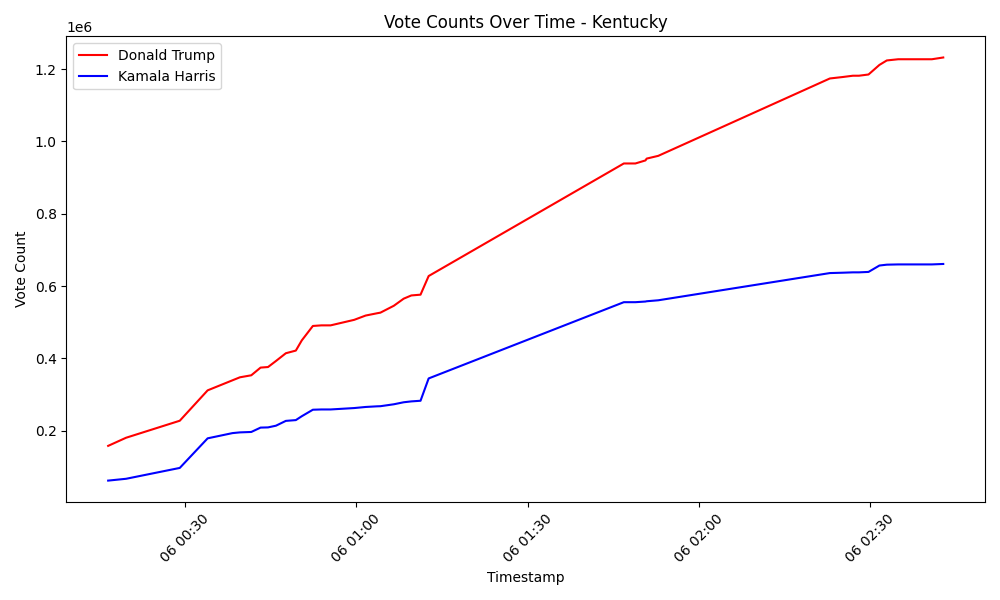 Vote Counts Over Time - Kentucky
1e6
Donald Trump
Kamala Harris
1.2
1.0
0.8
0.6
0.4
0.2
Vote Count
06 00:30
06 01:00
06 01:30
06 02:00
06 02:30
Timestamp